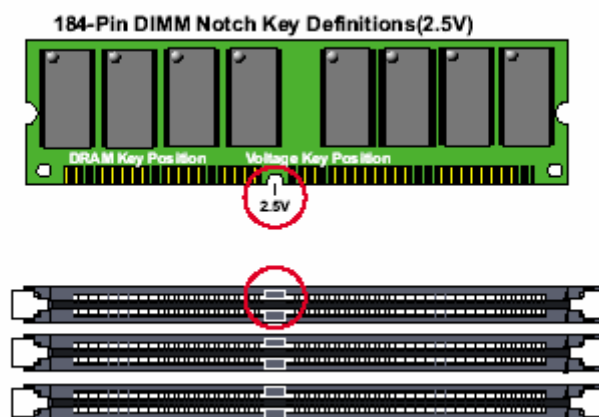 184-Pin DIMM Notch Key Definitions(2.5V)
DRAM Key Position Voltage Key Position
2.5V